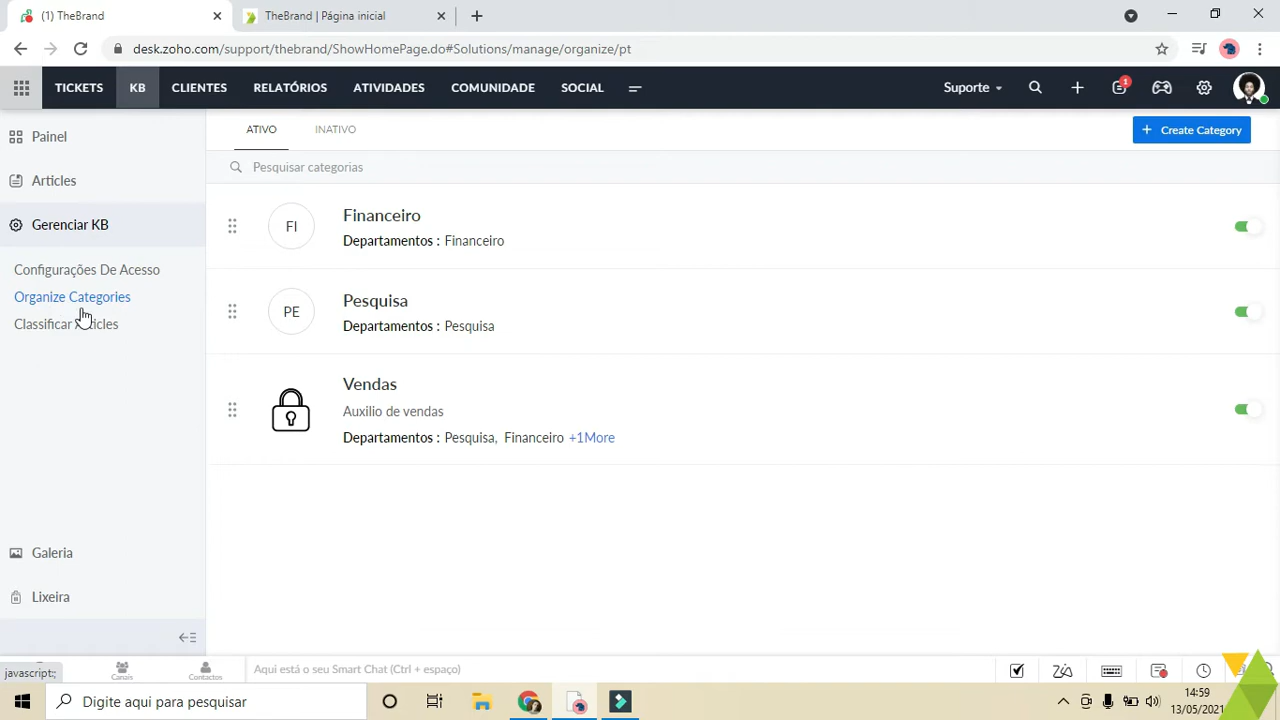 (1) TheBrand
TheBrand | Página inicial
desk.zoho.com/support/thebrand/ShowHomePage.do#Solutions/manage/organize/pt
TICKETS KB CLIENTES RELATÓRIOS ATIVIDADES COMUNIDADE SOCIAL
Suporte
1
Painel
Articles
Gerenciar KB
Configurações De Acesso
Organize Categories
Classificar
Galeria
Lixeira
ATIVO INATIVO
+ Create Category
Pesquisar categorias
FI
Financeiro
Departamentos : Financeiro
PE
Pesquisa
Departamentos : Pesquisa
Vendas
Auxilio de vendas
Departamentos : Pesquisa, Financeiro +1More
javascript:;
Canais
Contactos
Aqui está o seu Smart Chat (Ctrl + espaço)
Digite aqui para pesquisar
14:59
13/05/2021